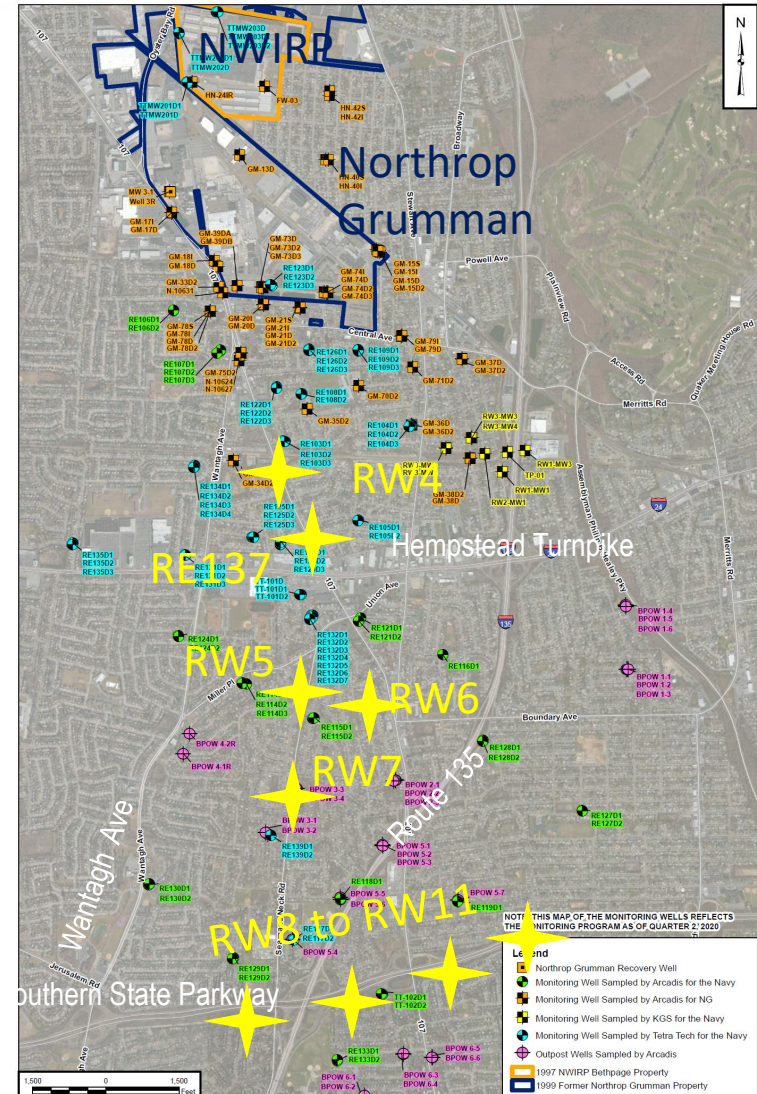 107
Oyster Bay Rd
TTMW203D
NWIRP
N
TTMW202D
HN-24IR
FW-03
TTMW201D1
TTMW201D
HN-42S
HN-42I
Broadway
107
GM-13D
Northrop
Grumman
HN-40I
MW 3-1
Well 3R
GM-17I
GM-17D
GM-39DA
GM-39DB
GM-73D
GM-73D2
GM-73D3
GM-15S
GM-15I
GM-15D
GM-15D2
Powell Ave
GM-18I
GM-18D
107
RE123D1
RE123D2
RE123D3
GM-74I
GM-74D
GM-74D2
GM-74D3
Plainview Rd
GM-33D2
N-10631
RE106D1
RE106D2
GM-20I
GM-20D
GM-21S
GM-21I
GM-21D
GM-21D2
GM-78S
GM-78I
GM-78D
GM-78D2
Central Ave
GM-79I
GM-79D
Quaker Meeting House Rd
RE107D1
RE107D2
RE107D3
RE126D1
RE126D2
RE126D3
RE109D1
RE109D2
RE109D3
GM-37D
GM-37D2
Access Rd
GM-75D2
N-10624
N-10627
GM-71D2
RE122D1
RE122D2
RE122D3
RE108D1
RE108D2
GM-70D2
Merritts Rd
GM-35D2
RE104D1
RE104D2
RE104D3
GM-36D
GM-36D2
RW3-MW3
RW3-MW4
Wantagh Ave
RE103D1
RE103D2
RE103D3
RW1-MW3
TP-01
GM-34D2
RW4
RW1-MW1
RW2-MW1
GM-38D2
GM-38D
Assemblyman Philip Healey Pky
RE134D1
RE134D2
RE134D3
RE134D4
24
RE125D2
RE125D3
RE105D1
RE105D2
RE135D1
RE135D2
RE135D3
Hempstead Turnpike
Merritts Rd
RE137
RE131D3
107
TT-101D
TT-101D1
TT-101D2
Union Ave
BPOW 1-4
BPOW 1-5
BPOW 1-6
RE121D1
RE121D2
135
RE124D1
RE132D1
RE132D2
RE132D3
RE132D4
RE132D5
RE132D6
RE132D7
RW5
RE116D1
BPOW 1-1
BPOW 1-2
BPOW 1-3
Miller Pl
RE114D2
RE114D3
RW6
RE115D1
RE115D2
Boundary Ave
BPOW 4-2R
BPOW 4-1R
RE128D1
RE128D2
RW7
Route 135
BPOW 3-3
BPOW 3-4
BPOW 2-1
RE127D1
RE127D2
BPOW 3-1
BPOW 3-2
RE139D1
RE139D2
BPOW 5-1
BPOW 5-2
BPOW 5-3
Wantagh Ave
Wantagh Ave
RE130D1
RE130D2
RE118D1
BPOW 5-5
BPOW 5-7
RE119D1
RW8 to RW11
BPOW 5-4
NOTE: THIS MAP OF THE MONITORING WELLS REFLECTS
THE MONITORING PROGRAM AS OF QUARTER 2, 2020
RE129D1
RE129D2
Jerusalem Rd
outhern State Parkway
TT-102D1
TT-102D2
107
RE133D1
RE133D2
BPOW 6-5
BPOW 6-6
BPOW 6-3
BPOW 6-4
BPOW 6-1
BPOW 6-2
Legend
Northrop Grumman Recovery Well
Monitoring Well Sampled by Arcadis for the Navy
Monitoring Well Sampled by Arcadis for NG
Monitoring Well Sampled by KGS for the Navy
Monitoring Well Sampled by Tetra Tech for the Navy
Outpost Wells Sampled by Arcadis
1997 NWIRP Bethpage Property
1999 Former Northrop Grumman Property
1,500 0 1,500
Feet